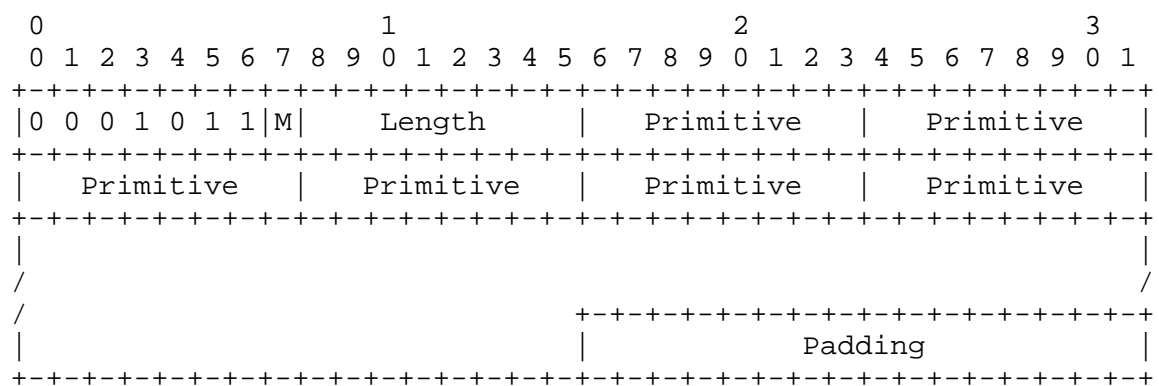 0                   1                   2                   3
 0 1 2 3 4 5 6 7 8 9 0 1 2 3 4 5 6 7 8 9 0 1 2 3 4 5 6 7 8 9 0 1
+-+-+-+-+-+-+-+-+-+-+-+-+-+-+-+-+-+-+-+-+-+-+-+-+-+-+-+-+-+-+-+-+
|0 0 0 1 0 1 1|M|    Length     |   Primitive   |   Primitive   |
+-+-+-+-+-+-+-+-+-+-+-+-+-+-+-+-+-+-+-+-+-+-+-+-+-+-+-+-+-+-+-+-+
|   Primitive   |   Primitive   |   Primitive   |   Primitive   |
+-+-+-+-+-+-+-+-+-+-+-+-+-+-+-+-+-+-+-+-+-+-+-+-+-+-+-+-+-+-+-+-+
|                                                               |
/                                                               /
/                               +-+-+-+-+-+-+-+-+-+-+-+-+-+-+-+-+
|                               |            Padding            |
+-+-+-+-+-+-+-+-+-+-+-+-+-+-+-+-+-+-+-+-+-+-+-+-+-+-+-+-+-+-+-+-+